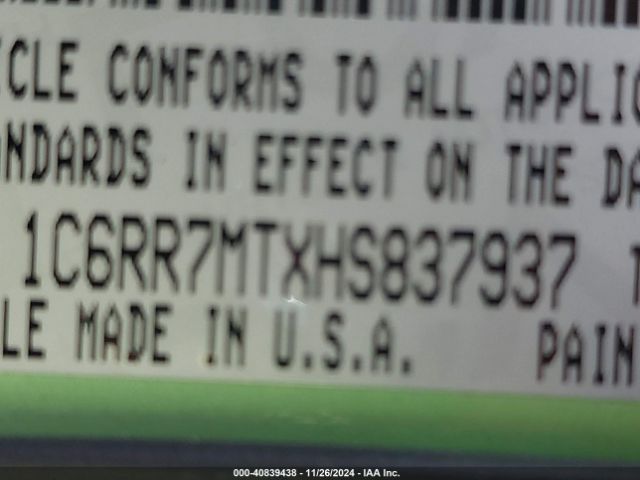 CLE CONFORMS TO ALL APPLIC
NDARDS IN EFFECT ON THE DA
1C6RR7MTXHS837937 T
LE MADE IN U.S.A. PAIN
000-40839438 - 11/26/2024 - IAA Inc.